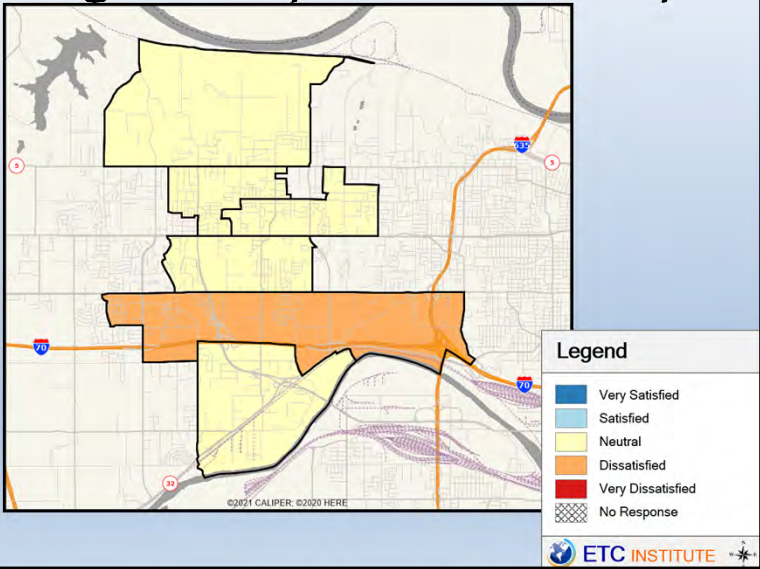 5
635
5
70
70
32
©2021 CALIPER; ©2020 HERE
Legend
Very Satisfied
Satisfied
Neutral
Dissatisfied
Very Dissatisfied
No Response
ETC INSTITUTE